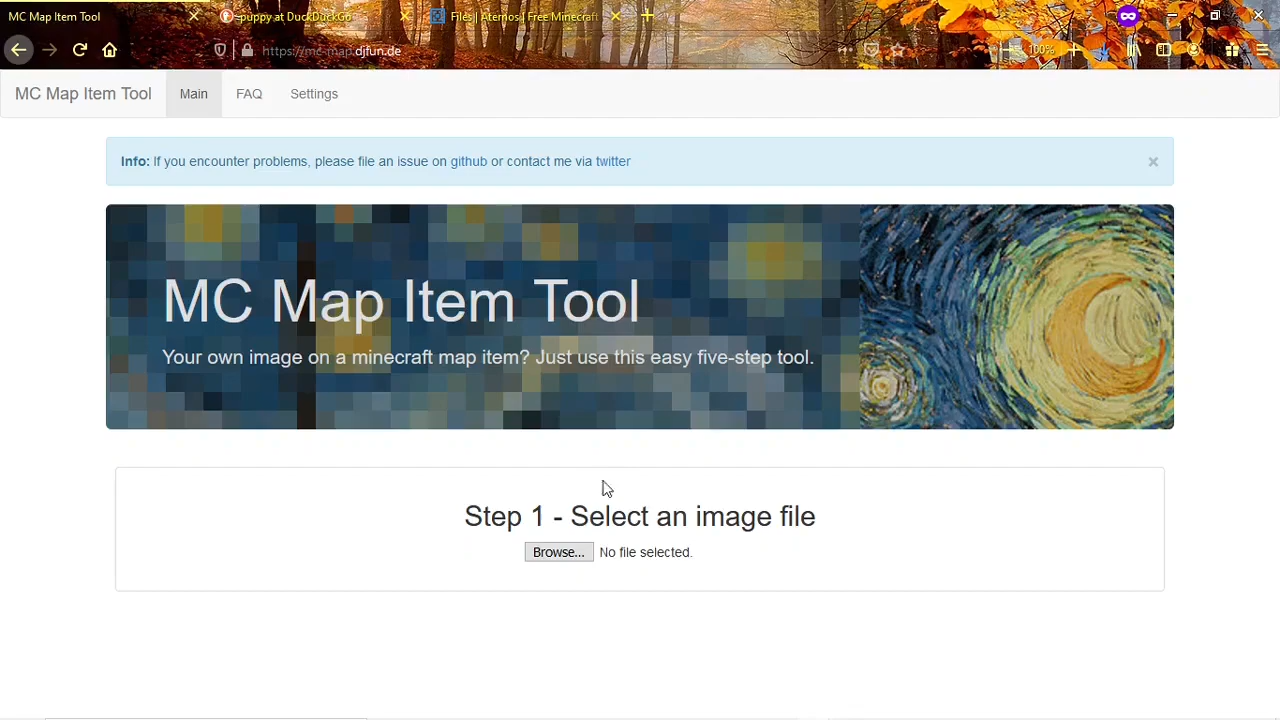 MC Map Item Tool
puppy at DuckDuckGo
Files | Aternos | Free Minecraft
https://mc-map.djfun.de
100%
MC Map Item Tool Main FAQ Settings
Info: If you encounter problems, please file an issue on github or contact me via twitter ×
MC Map Item Tool
Your own image on a minecraft map item? Just use this easy five-step tool.
Step 1 - Select an image file
Browse... No file selected.